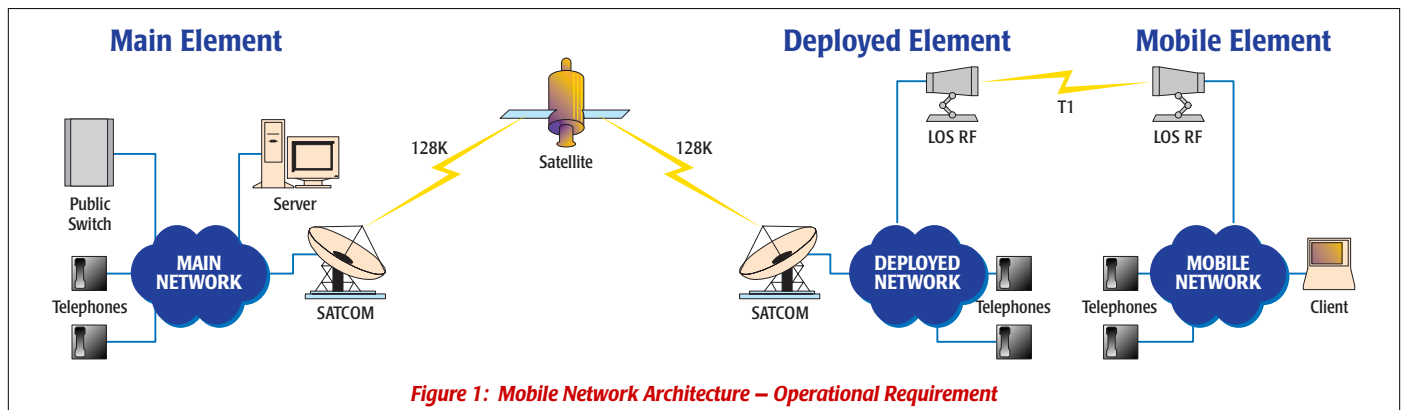 Main Element
Deployed Element
Mobile Element
Public
Switch
Server
Telephones
MAIN
NETWORK
SATCOM
128K
Satellite
128K
SATCOM
LOS RF
T1
LOS RF
DEPLOYED
NETWORK
Telephones
Telephones
MOBILE
NETWORK
Client
Figure 1: Mobile Network Architecture – Operational Requirement